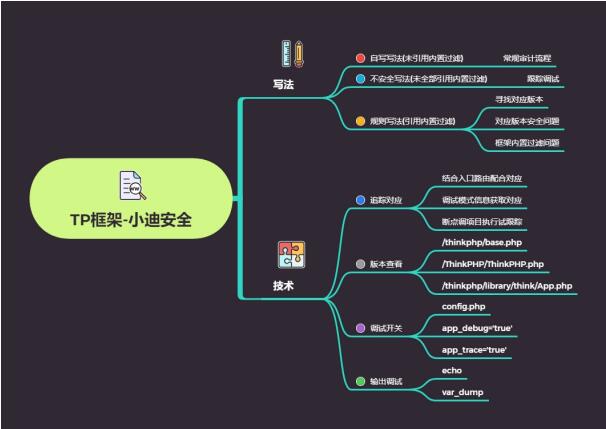 TP框架-小迪安全
写法
自写写法(未引用内置过滤) 常规审计流程
不安全写法(未全部引用内置过滤) 跟踪调试
规则写法(引用内置过滤)
寻找对应版本
对应版本安全问题
框架内置过滤问题
技术
追踪对应
结合入口路由配合对应
调试模式信息获取对应
断点调项目执行试跟踪
版本查看
/thinkphp/base.php
/ThinkPHP/ThinkPHP.php
/thinkphp/library/think/App.php
调试开关
config.php
app_debug='true'
app_trace='true'
输出调试
echo
var_dump